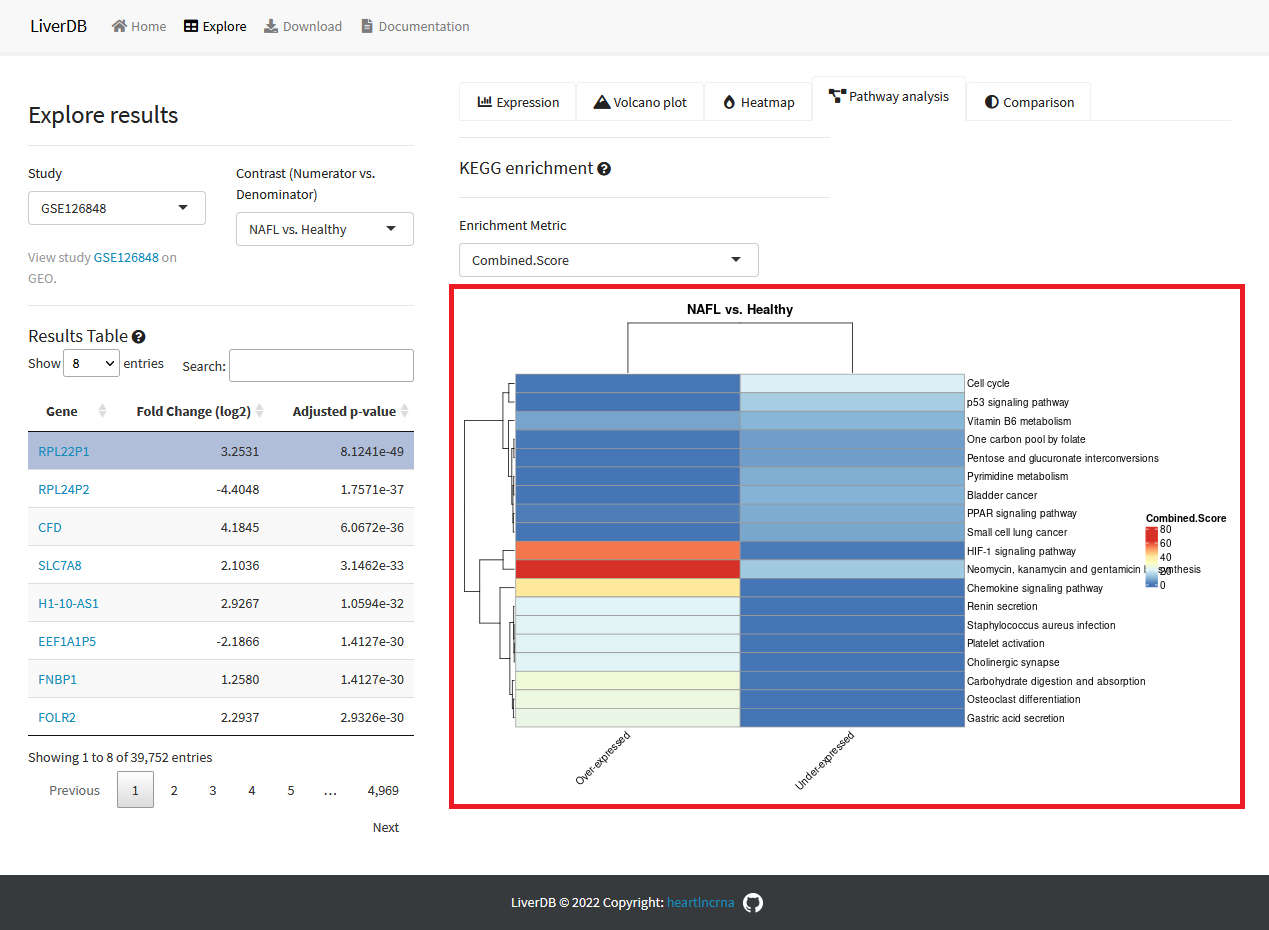 LiverDB Home Explore Download Documentation
Explore results
Study
GSE126848
View study GSE126848 on
GEO.
Contrast (Numerator vs.
Denominator)
NAFL vs. Healthy
Results Table
Show 8 entries Search:
Gene Fold Change (log2) Adjusted p-value
RPL22P1 3.2531 8.1241e-49
RPL24P2 -4.4048 1.7571e-37
CFD 4.1845 6.0672e-36
SLC7A8 2.1036 3.1462e-33
H1-10-AS1 2.9267 1.0594e-32
EEF1A1P5 -2.1866 1.4127e-30
FNBP1 1.2580 1.4127e-30
FOLR2 2.2937 2.9326e-30
Showing 1 to 8 of 39,752 entries
Previous 1 2 3 4 5 ... 4,969
Next
Expression Volcano plot Heatmap Pathway analysis Comparison
KEGG enrichment
Enrichment Metric
Combined.Score
NAFL vs. Healthy
Cell cycle
p53 signaling pathway
Vitamin B6 metabolism
One carbon pool by folate
Pentose and glucuronate interconversions
Pyrimidine metabolism
Bladder cancer
PPAR signaling pathway
Small cell lung cancer
HIF-1 signaling pathway
Neomycin, kanamycin and gentamicin biosynthesis
Chemokine signaling pathway
Renin secretion
Staphylococcus aureus infection
Platelet activation
Cholinergic synapse
Carbohydrate digestion and absorption
Osteoclast differentiation
Gastric acid secretion
Over-expressed
Under-expressed
Combined.Score
80
60
40
20
0
LiverDB © 2022 Copyright: heartlncrna